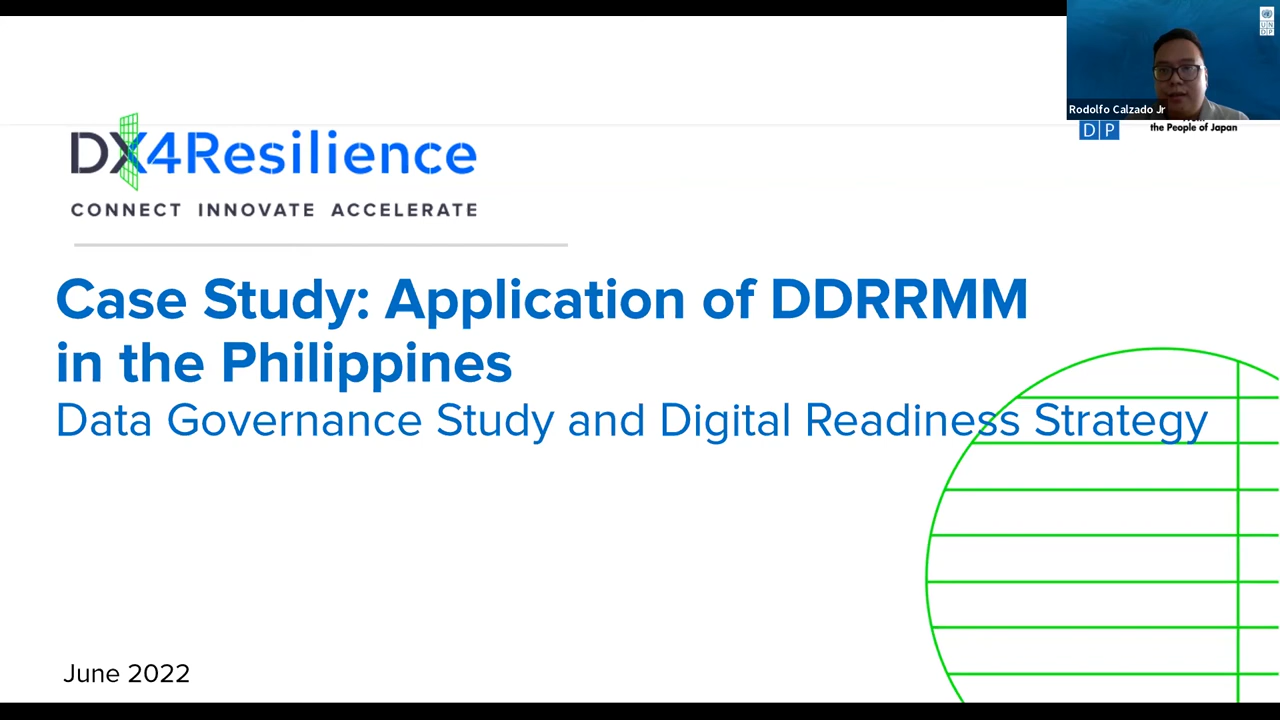 U N
D P
Rodolfo Calzado Jr
D P
the People of Japan
DX4Resilience
CONNECT INNOVATE ACCELERATE
Case Study: Application of DDRRMM
in the Philippines
Data Governance Study and Digital Readiness Strategy
June 2022